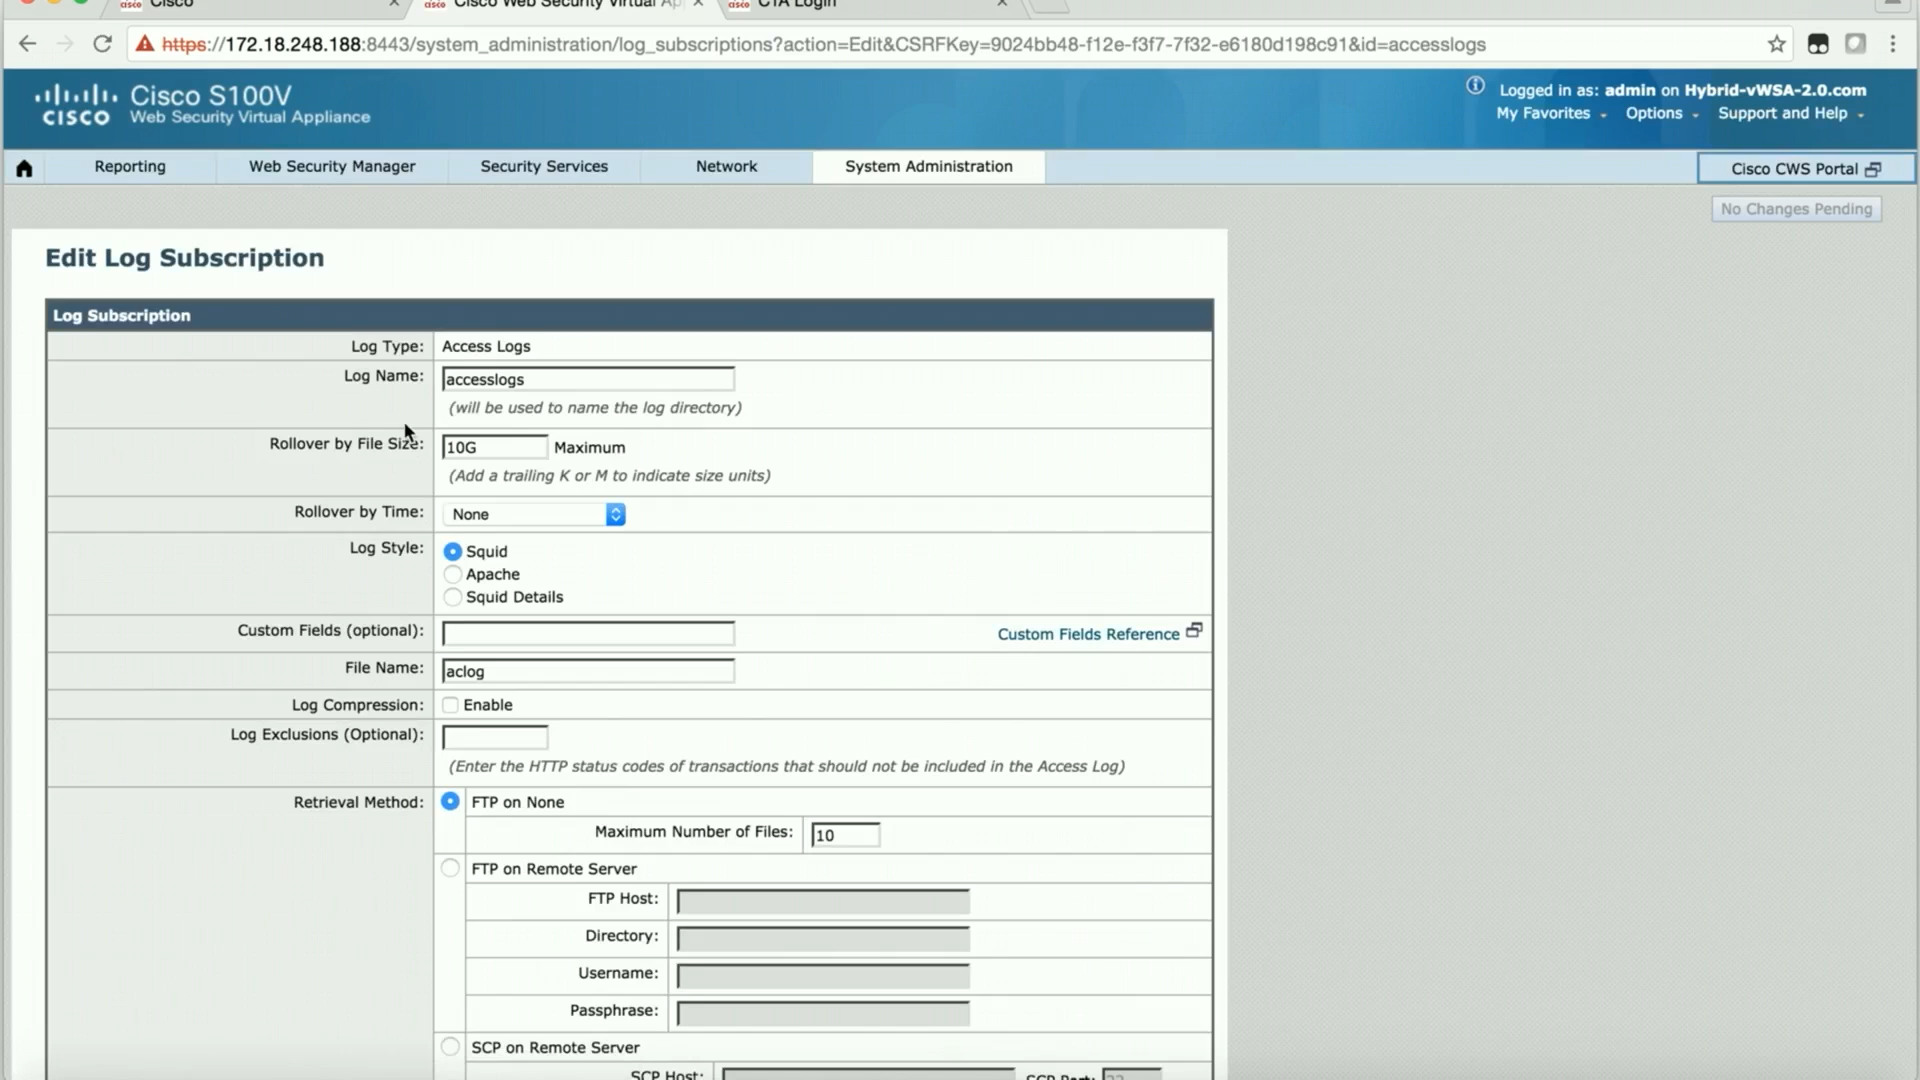 cisco Cisco
cisco Cisco Web Security Virtual Ap
cisco CTA Login
https://172.18.248.188:8443/system_administration/log_subscriptions?action=Edit&CSRFKey=9024bb48-f12e-f3f7-7f32-e6180d198c91&id=accesslogs
CISCO
Cisco S100V
Web Security Virtual Appliance
Logged in as: admin on Hybrid-vWSA-2.0.com
My Favorites Options Support and Help
Reporting Web Security Manager Security Services Network System Administration Cisco CWS Portal
No Changes Pending
Edit Log Subscription
Log Subscription
Log Type: Access Logs
Log Name: accesslogs
(will be used to name the log directory)
Rollover by File Size: 10G Maximum
(Add a trailing K or M to indicate size units)
Rollover by Time: None
Log Style: Squid
Apache
Squid Details
Custom Fields (optional): Custom Fields Reference
File Name: aclog
Log Compression: Enable
Log Exclusions (Optional):
(Enter the HTTP status codes of transactions that should not be included in the Access Log)
Retrieval Method: FTP on None
Maximum Number of Files: 10
FTP on Remote Server
FTP Host:
Directory:
Username:
Passphrase:
SCP on Remote Server
SCP Host: SCP Port: 22